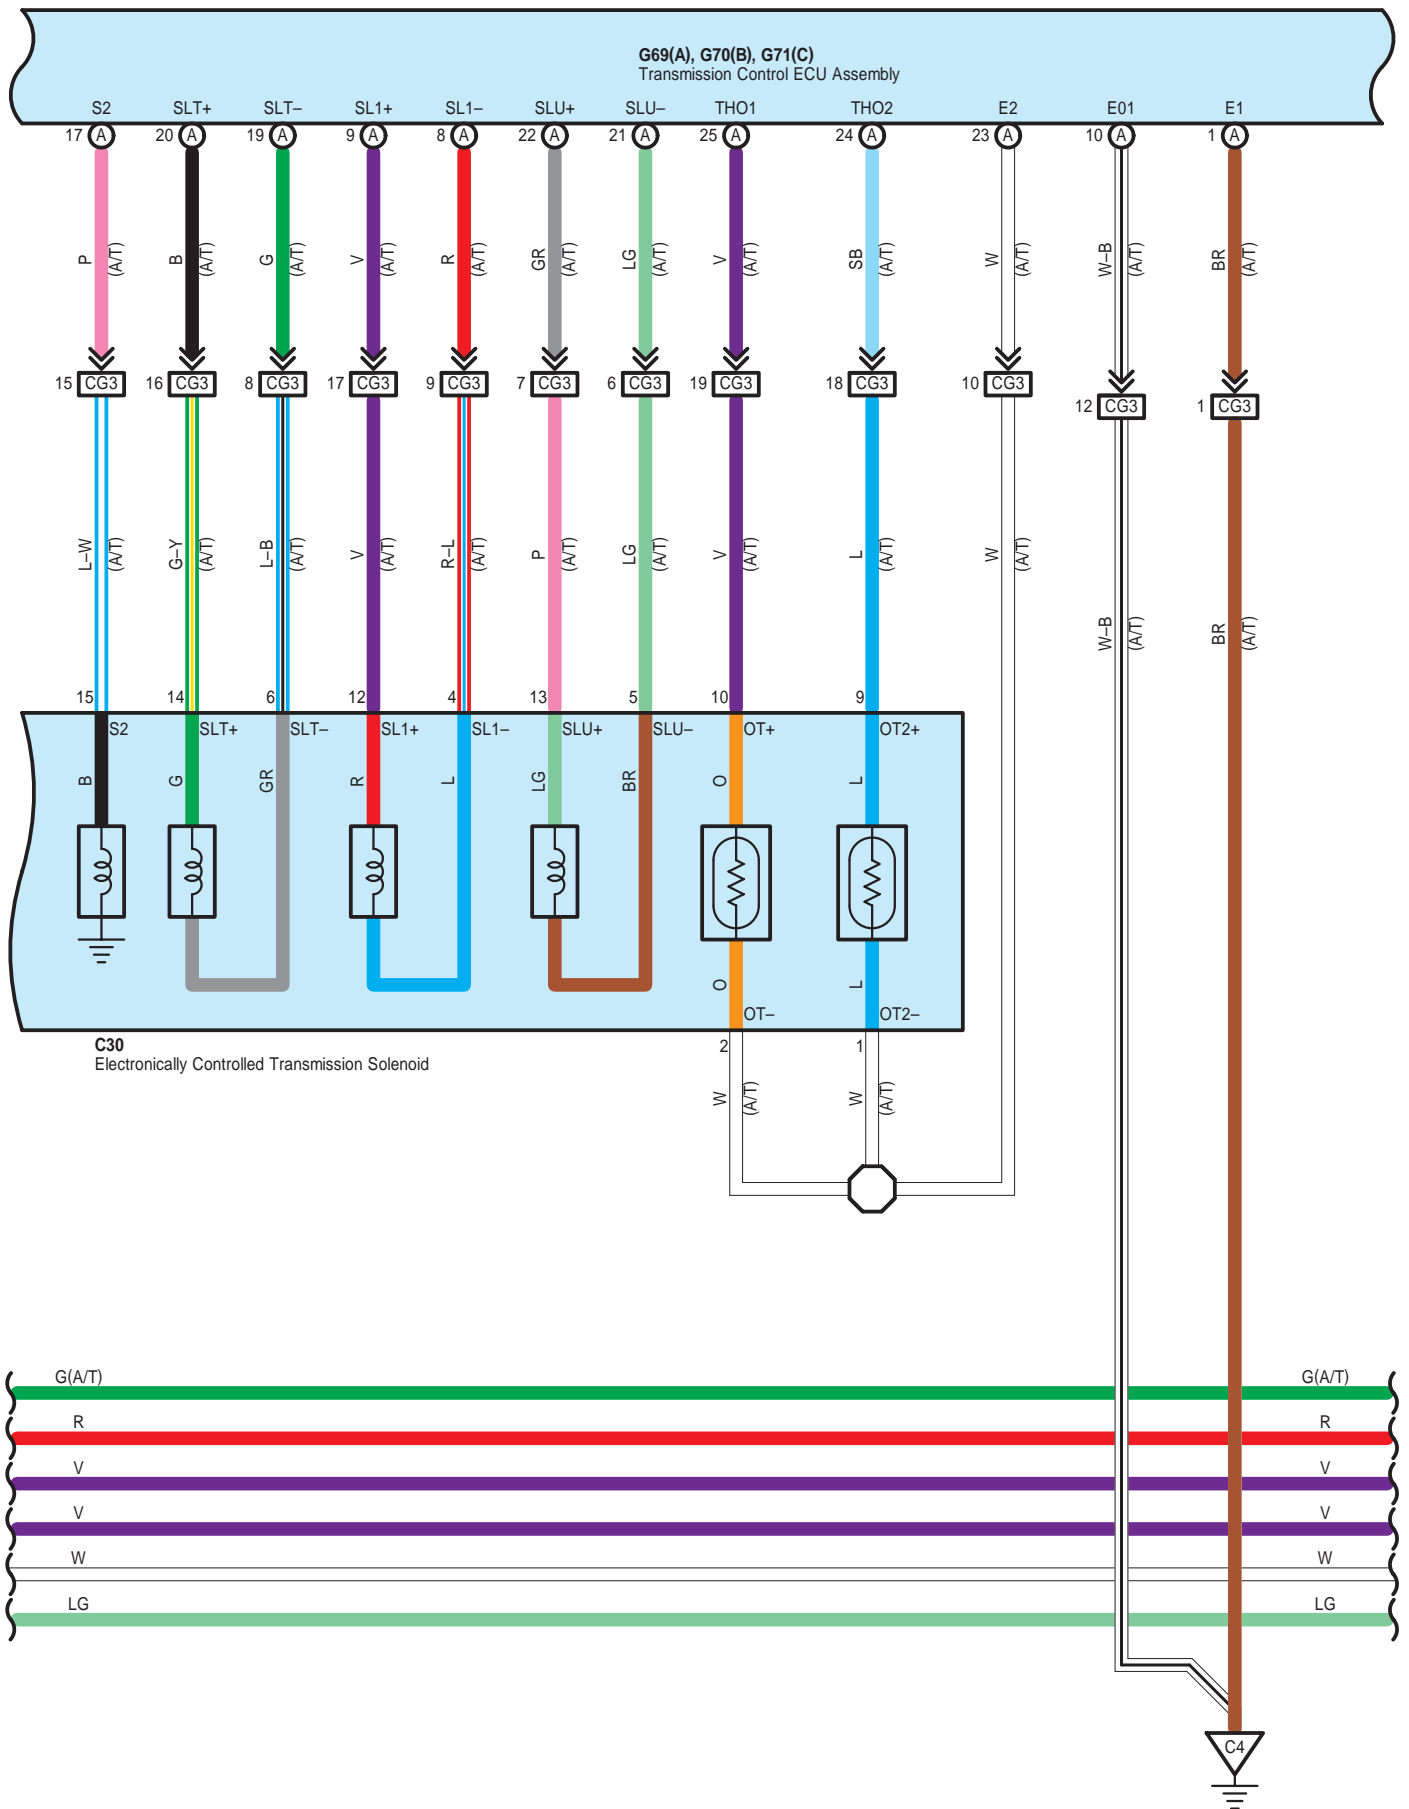 G69(A), G70(B), G71(C)
Transmission Control ECU Assembly
S2 SLT+ SLT– SL1+ SL1– SLU+ SLU– THO1 THO2 E2 E01 E1
17 A 20 A 19 A 9 A 8 A 22 A 21 A 25 A 24 A 23 A 10 A 1 A
P (A/T) B (A/T) G (A/T) V (A/T) R (A/T) GR (A/T) LG (A/T) V (A/T) SB (A/T) W (A/T) W–B (A/T) BR (A/T)
15 CG3 16 CG3 8 CG3 17 CG3 9 CG3 7 CG3 6 CG3 19 CG3 18 CG3 10 CG3
12 CG3 1 CG3
L–W (A/T) G–Y (A/T) L–B (A/T) V (A/T) R–L (A/T) P (A/T) LG (A/T) V (A/T) L (A/T) W (A/T)
W–B (A/T) BR (A/T)
15 14 6 12 4 13 5 10 9
S2 SLT+ SLT– SL1+ SL1– SLU+ SLU– OT+ OT2+
B G GR R L LG BR O L
O L
OT– OT2–
C30
Electronically Controlled Transmission Solenoid
2 1
W (A/T) W (A/T)
G(A/T) G(A/T)
R R
V V
V V
W W
LG LG
C4